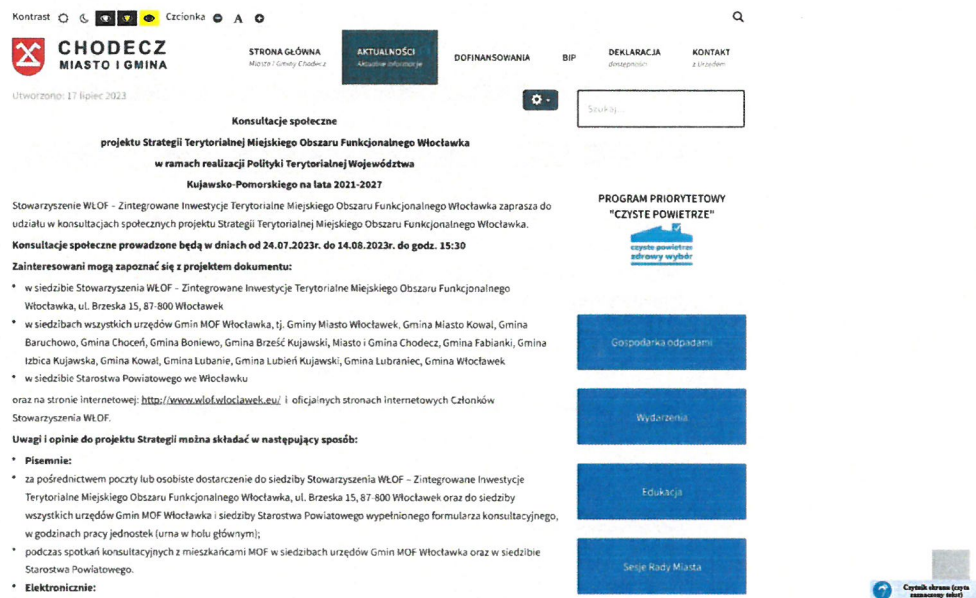 Kontrast
Czcionka
A
CHODECZ
MIASTO I GMINA
STRONA GŁÓWNA
Miasta i Gminy Chodecz
AKTUALNOŚCI
Aktualne informacje
DOFINANSOWANIA
BIP
DEKLARACJA
dostępności
KONTAKT
z Urzędem
Utworzono: 17 lipiec 2023
Szukaj...
Konsultacje społeczne
projektu Strategii Terytorialnej Miejskiego Obszaru Funkcjonalnego Włocławka
w ramach realizacji Polityki Terytorialnej Województwa
Kujawsko-Pomorskiego na lata 2021-2027
Stowarzyszenie WŁOF - Zintegrowane Inwestycje Terytorialne Miejskiego Obszaru Funkcjonalnego Włocławka zaprasza do
udziału w konsultacjach społecznych projektu Strategii Terytorialnej Miejskiego Obszaru Funkcjonalnego Włocławka.
Konsultacje społeczne prowadzone będą w dniach od 24.07.2023r. do 14.08.2023r. do godz. 15:30
Zainteresowani mogą zapoznać się z projektem dokumentu:
* w siedzibie Stowarzyszenia WŁOF - Zintegrowane Inwestycje Terytorialne Miejskiego Obszaru Funkcjonalnego
Włocławka, ul. Brzeska 15, 87-800 Włocławek
* w siedzibach wszystkich urzędów Gmin MOF Włocławka, tj. Gminy Miasto Włocławek, Gmina Miasto Kowal, Gmina
Baruchowo, Gmina Choceń, Gmina Boniewo, Gmina Brześć Kujawski, Miasto i Gmina Chodecz, Gmina Fabianki, Gmina
Izbica Kujawska, Gmina Kowal, Gmina Lubanie, Gmina Lubień Kujawski, Gmina Lubraniec, Gmina Włocławek
* w siedzibie Starostwa Powiatowego we Włocławku
oraz na stronie internetowej: http://www.wlof.wloclawek.eu/ i oficjalnych stronach internetowych Członków
Stowarzyszenia WŁOF.
Uwagi i opinie do projektu Strategii można składać w następujący sposób:
* Pisemnie:
* za pośrednictwem poczty lub osobiste dostarczenie do siedziby Stowarzyszenia WŁOF – Zintegrowane Inwestycje
Terytorialne Miejskiego Obszaru Funkcjonalnego Włocławka, ul. Brzeska 15, 87-800 Włocławek oraz do siedziby
wszystkich urzędów Gmin MOF Włocławka i siedziby Starostwa Powiatowego wypełnionego formularza konsultacyjnego,
w godzinach pracy jednostek (urna w holu głównym);
* podczas spotkań konsultacyjnych z mieszkańcami MOF w siedzibach urzędów Gmin MOF Włocławka oraz w siedzibie
Starostwa Powiatowego.
* Elektronicznie:
PROGRAM PRIORYTETOWY
"CZYSTE POWIETRZE"
czyste powietrze
zdrowy wybór
Gospodarka odpadami
Wydarzenia
Edukacja
Sesje Rady Miasta
Czytnik ekranu (czyta
zaznaczony tekst)